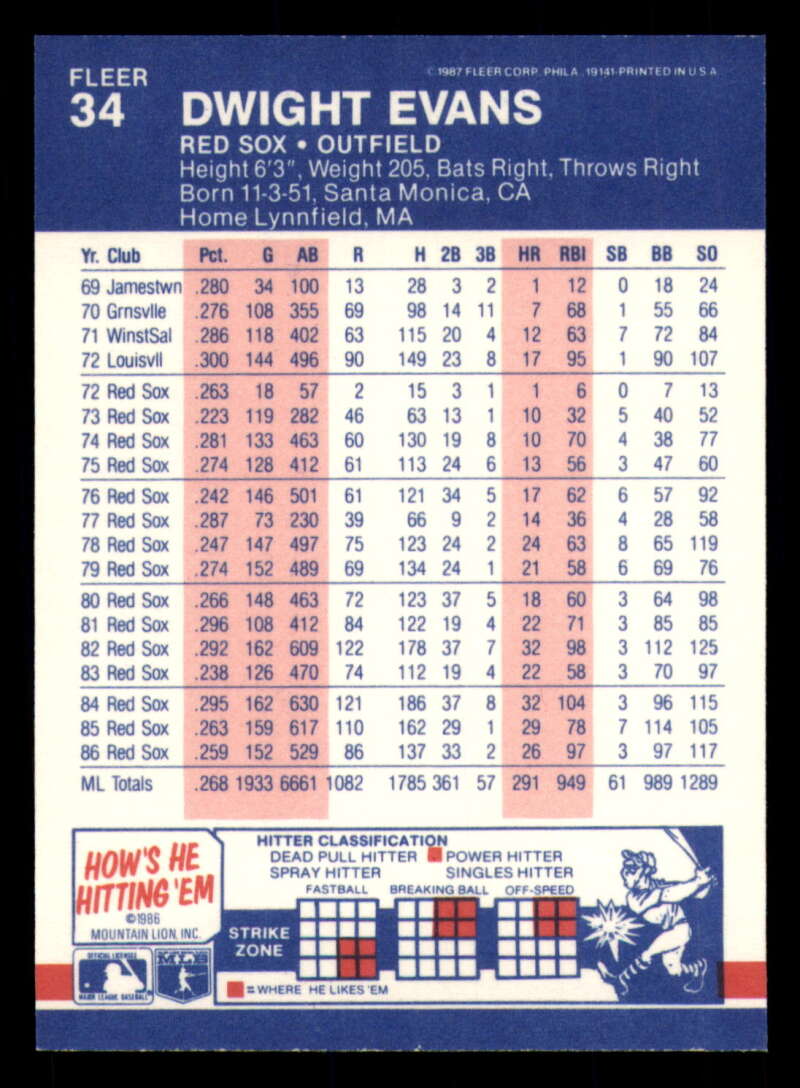 FLEER
34
©1987 FLEER CORP. PHILA. 19141-PRINTED IN U.S.A.
DWIGHT EVANS
RED SOX • OUTFIELD
Height 6'3", Weight 205, Bats Right, Throws Right
Born 11-3-51, Santa Monica, CA
Home Lynnfield, MA
Yr. Club Pct. G AB R H 2B 3B HR RBI SB BB SO
69 Jamestwn .280 34 100 13 28 3 2 1 12 0 18 24
70 Grnsvlle .276 108 355 69 98 14 11 7 68 1 55 66
71 WinstSal .286 118 402 63 115 20 4 12 63 7 72 84
72 Louisvll .300 144 496 90 149 23 8 17 95 1 90 107
72 Red Sox .263 18 57 2 15 3 1 1 6 0 7 13
73 Red Sox .223 119 282 46 63 13 1 10 32 5 40 52
74 Red Sox .281 133 463 60 130 19 8 10 70 4 38 77
75 Red Sox .274 128 412 61 113 24 6 13 56 3 47 60
76 Red Sox .242 146 501 61 121 34 5 17 62 6 57 92
77 Red Sox .287 73 230 39 66 9 2 14 36 4 28 58
78 Red Sox .247 147 497 75 123 24 2 24 63 8 65 119
79 Red Sox .274 152 489 69 134 24 1 21 58 6 69 76
80 Red Sox .266 148 463 72 123 37 5 18 60 3 64 98
81 Red Sox .296 108 412 84 122 19 4 22 71 3 85 85
82 Red Sox .292 162 609 122 178 37 7 32 98 3 112 125
83 Red Sox .238 126 470 74 112 19 4 22 58 3 70 97
84 Red Sox .295 162 630 121 186 37 8 32 104 3 96 115
85 Red Sox .263 159 617 110 162 29 1 29 78 7 114 105
86 Red Sox .259 152 529 86 137 33 2 26 97 3 97 117
ML Totals .268 1933 6661 1082 1785 361 57 291 949 61 989 1289
HOW'S HE
HITTING 'EM
©1986
MOUNTAIN LION, INC.
OFFICIAL LICENSEE
MAJOR LEAGUE BASEBALL
MLB
HITTER CLASSIFICATION
DEAD PULL HITTER POWER HITTER
SPRAY HITTER SINGLES HITTER
FASTBALL BREAKING BALL OFF-SPEED
STRIKE
ZONE
=WHERE HE LIKES 'EM